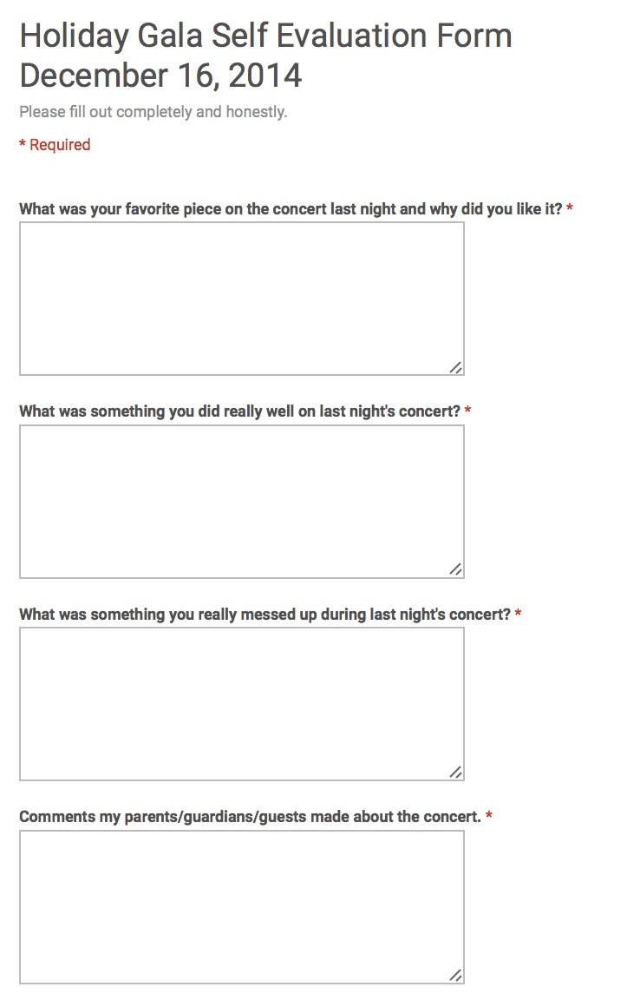 Holiday Gala Self Evaluation Form
December 16, 2014
Please fill out completely and honestly.
* Required
What was your favorite piece on the concert last night and why did you like it? *
What was something you did really well on last night's concert? *
What was something you really messed up during last night's concert? *
Comments my parents/guardians/guests made about the concert. *